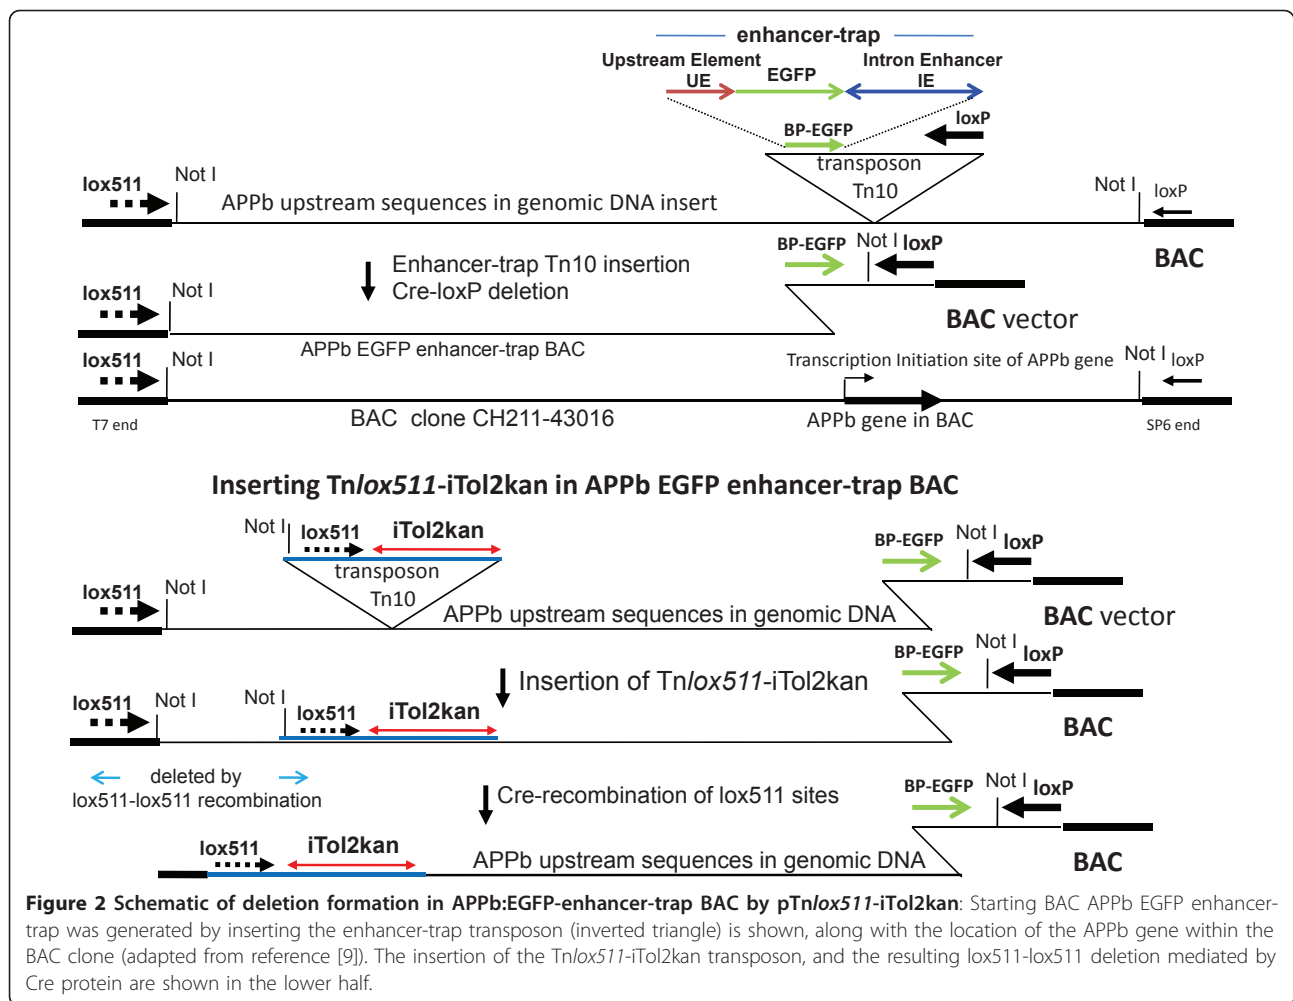 enhancer-trap
Upstream Element EGFP Intron Enhancer
UE IE
BP-EGFP loxP
transposon
Tn10
lox511 Not I Not I loxP
APPb upstream sequences in genomic DNA insert
BAC
BP-EGFP Not I loxP
Enhancer-trap Tn10 insertion
Cre-loxP deletion
lox511 Not I
BAC vector
APPb EGFP enhancer-trap BAC
lox511 Not I Transcription Initiation site of APPb gene Not I loxP
T7 end BAC clone CH211-43016 APPb gene in BAC SP6 end
Inserting Tnlox511-iTol2kan in APPb EGFP enhancer-trap BAC
Not I lox511 iTol2kan
transposon
Tn10
BP-EGFP Not I loxP
lox511 Not I
APPb upstream sequences in genomic DNA
BAC vector
Insertion of Tnlox511-iTol2kan
BP-EGFP Not I loxP
lox511 Not I Not I lox511 iTol2kan
BAC
deleted by
lox511-lox511 recombination
Cre-recombination of lox511 sites
BP-EGFP Not I loxP
lox511 iTol2kan
APPb upstream sequences in genomic DNA
BAC
Figure 2 Schematic of deletion formation in APPb:EGFP-enhancer-trap BAC by pTnlox511-iTol2kan: Starting BAC APPb EGFP enhancer-
trap was generated by inserting the enhancer-trap transposon (inverted triangle) is shown, along with the location of the APPb gene within the
BAC clone (adapted from reference [9]). The insertion of the Tnlox511-iTol2kan transposon, and the resulting lox511-lox511 deletion mediated by
Cre protein are shown in the lower half.